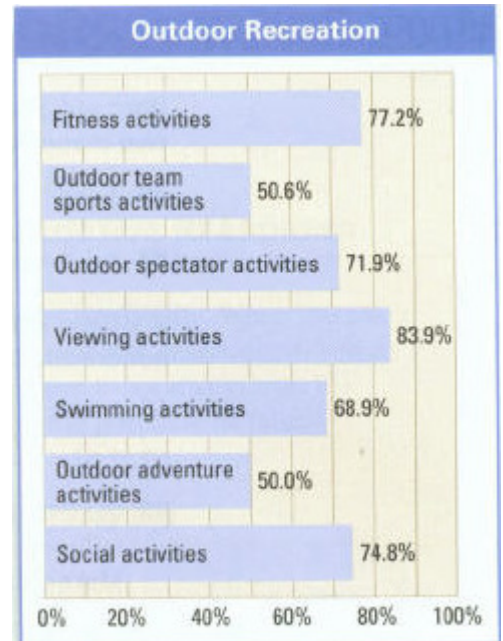 Outdoor Recreation
Fitness activities 77.2%
Outdoor team
sports activities 50.6%
Outdoor spectator activities 71.9%
Viewing activities 83.9%
Swimming activities 68.9%
Outdoor adventure
activities 50.0%
Social activities 74.8%
0% 20% 40% 60% 80% 100%